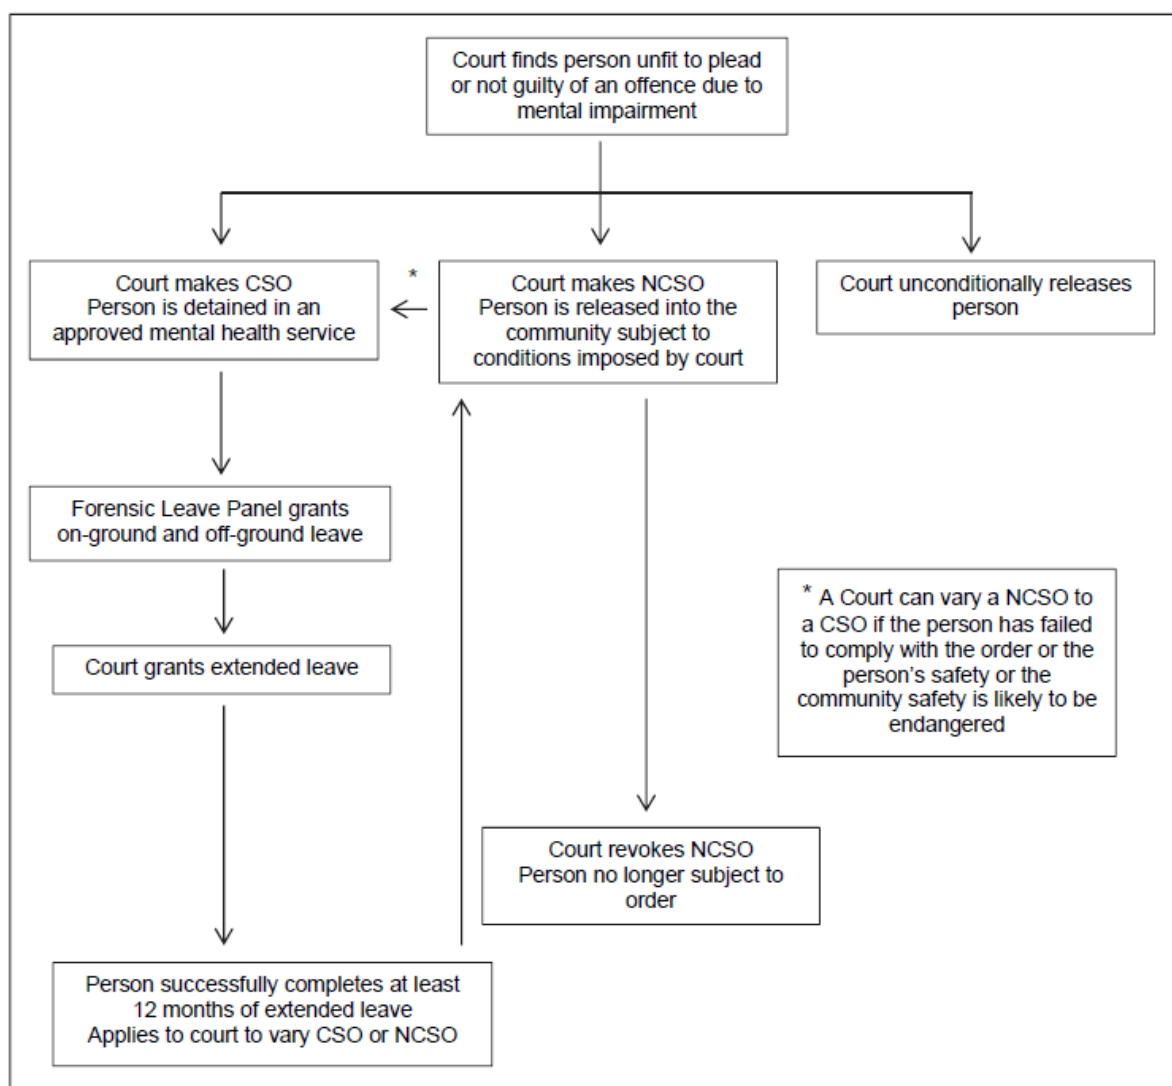 Court finds person unfit to plead
or not guilty of an offence due to
mental impairment
Court makes CSO
Person is detained in an
approved mental health service
*
Court makes NCSO
Person is released into the
community subject to
conditions imposed by court
Court unconditionally releases
person
Forensic Leave Panel grants
on-ground and off-ground leave
Court grants extended leave
* A Court can vary a NCSO to
a CSO if the person has failed
to comply with the order or the
person's safety or the
community safety is likely to be
endangered
Court revokes NCSO
Person no longer subject to
order
Person successfully completes at least
12 months of extended leave
Applies to court to vary CSO or NCSO